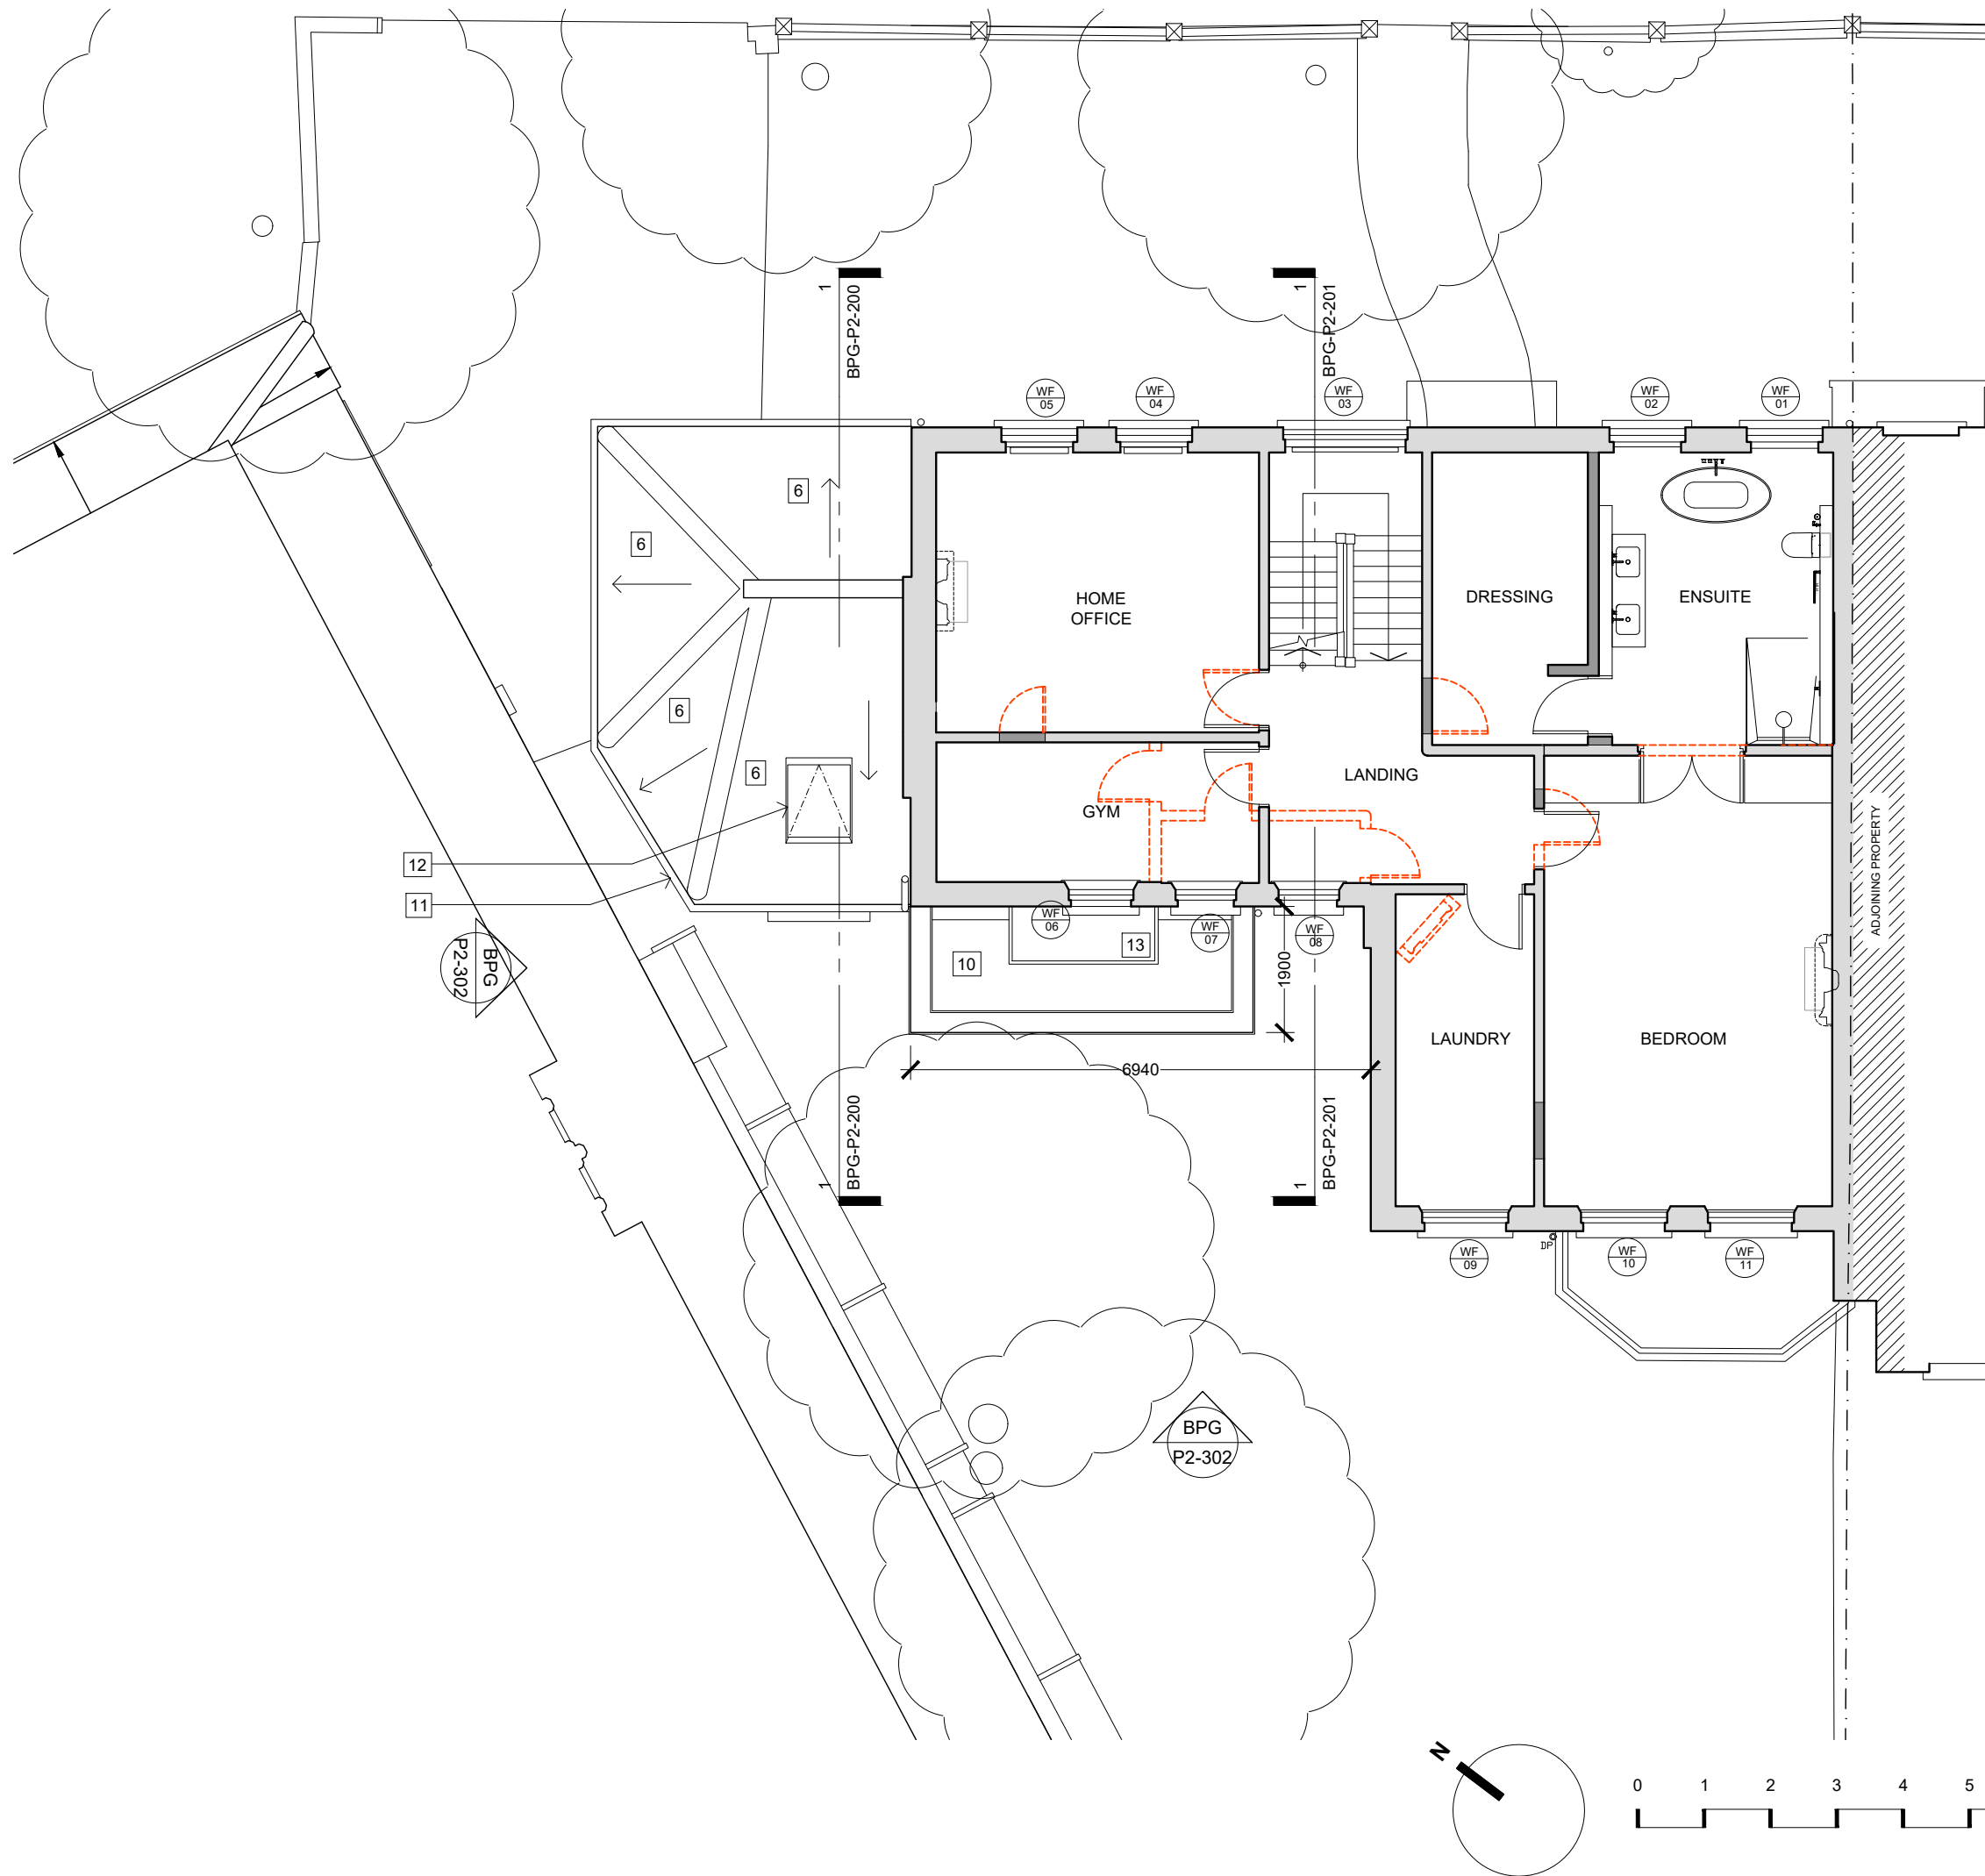 1
BPG-P2-200
1
BPG-P2-201
WF
05
WF
04
WF
03
WF
02
WF
01
6
6
6
6
HOME
OFFICE
DRESSING
ENSUITE
LANDING
GYM
ADJOINING PROPERTY
12
11
WF
06
WF
07
WF
08
13
10
BPG
P2-302
1900
LAUNDRY
BEDROOM
6940
1
BPG-P2-200
1
BPG-P2-201
DP
WF
09
WF
10
WF
11
BPG
P2-302
N
0 1 2 3 4 5